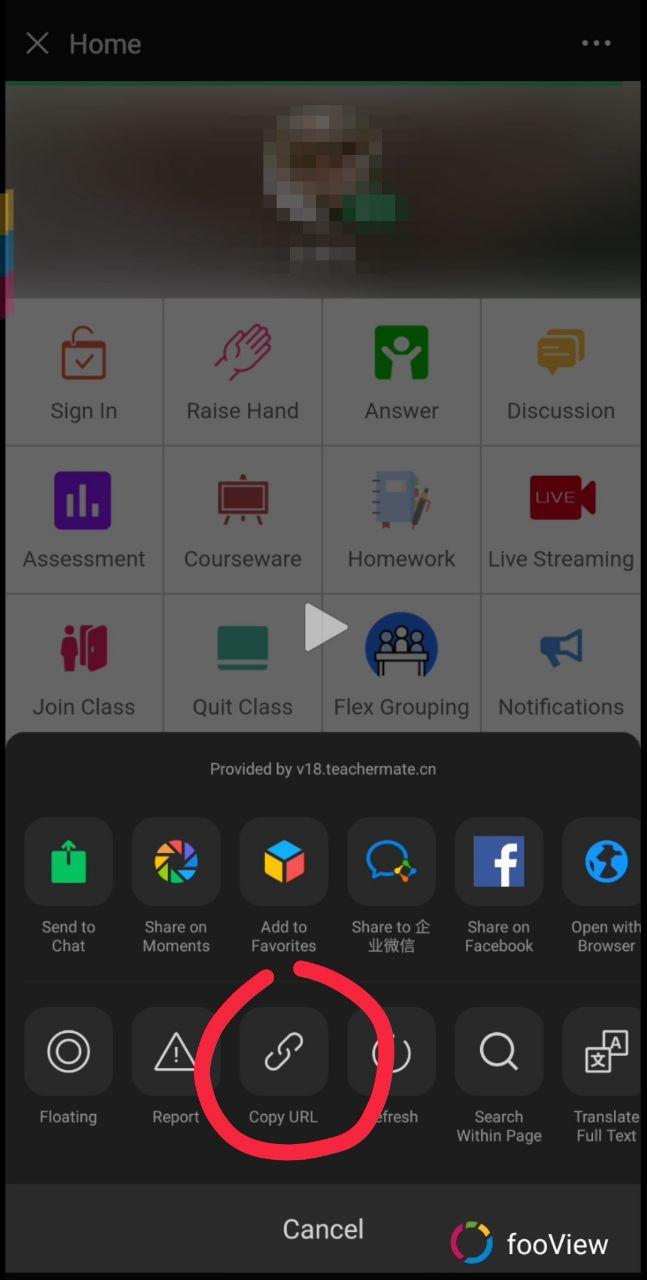 Home
Sign In
Raise Hand
Answer
Discussion
Assessment
Courseware
Homework
LIVE
Live Streaming
Join Class
Quit Class
Flex Grouping
Notifications
Provided by v18.teachermate.cn
Send to
Chat
Share on
Moments
Add to
Favorites
Share to 企
业微信
f
Share on
Facebook
Open with
Browser
Floating
Report
Copy URL
efresh
Search
Within Page
文 A
Translate
Full Text
Cancel
fooView